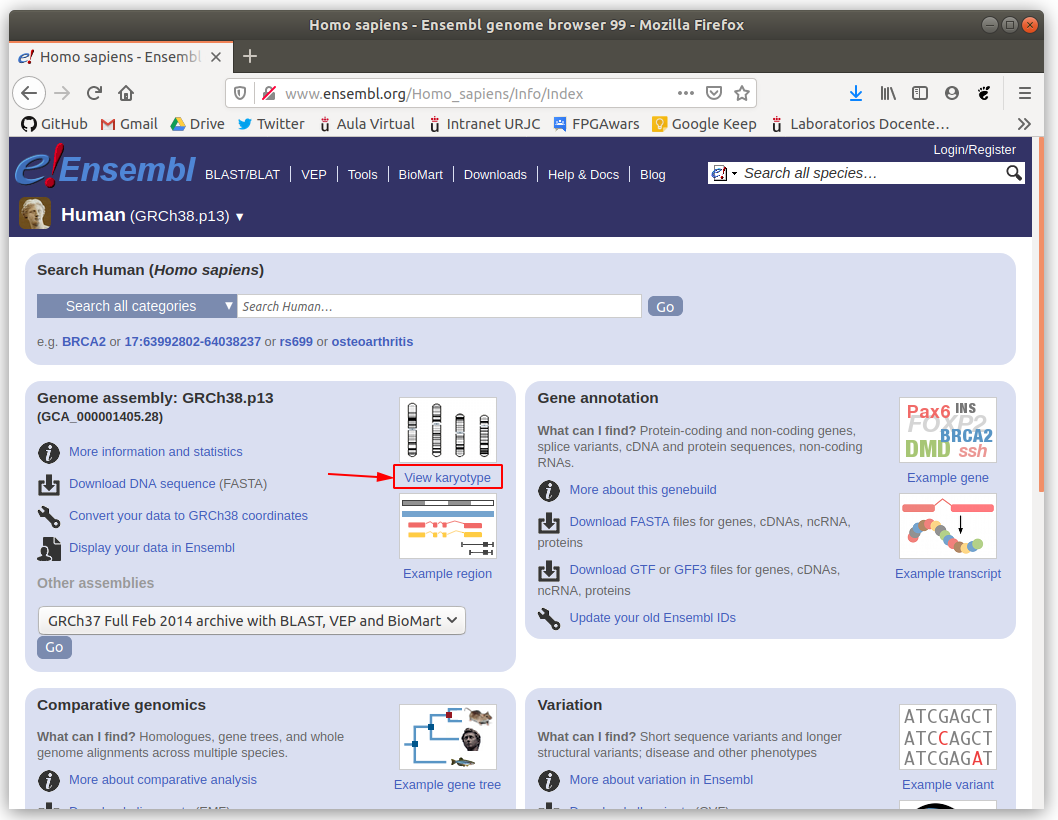 Homo sapiens - Ensembl genome browser 99 - Mozilla Firefox
e! Homo sapiens - Ensembl
www.ensembl.org/Homo_sapiens/Info/Index
GitHub Gmail Drive Twitter Aula Virtual Intranet URJC FPGAwars Google Keep Laboratorios Docente…
Login/Register
e!Ensembl BLAST/BLAT VEP Tools BioMart Downloads Help & Docs Blog
e! Search all species…
Human (GRCh38.p13) ▼
Search Human (Homo sapiens)
Search all categories ▼ Search Human… Go
e.g. BRCA2 or 17:63992802-64038237 or rs699 or osteoarthritis
Genome assembly: GRCh38.p13
(GCA_000001405.28)
More information and statistics
Download DNA sequence (FASTA)
Convert your data to GRCh38 coordinates
Display your data in Ensembl
Other assemblies
GRCh37 Full Feb 2014 archive with BLAST, VEP and BioMart
Go
View karyotype
Example region
Gene annotation
What can I find? Protein-coding and non-coding genes,
splice variants, cDNA and protein sequences, non-coding
RNAs.
More about this genebuild
Download FASTA files for genes, cDNAs, ncRNA,
proteins
Download GTF or GFF3 files for genes, cDNAs,
ncRNA, proteins
Update your old Ensembl IDs
Pax6 INS
FOXP2
BRCA2
DMD ssh
Example gene
Example transcript
Comparative genomics
What can I find? Homologues, gene trees, and whole
genome alignments across multiple species.
More about comparative analysis
Example gene tree
Variation
What can I find? Short sequence variants and longer
structural variants; disease and other phenotypes
More about variation in Ensembl
ATCGAGCT
ATCCAGCT
ATCGAGAT
Example variant